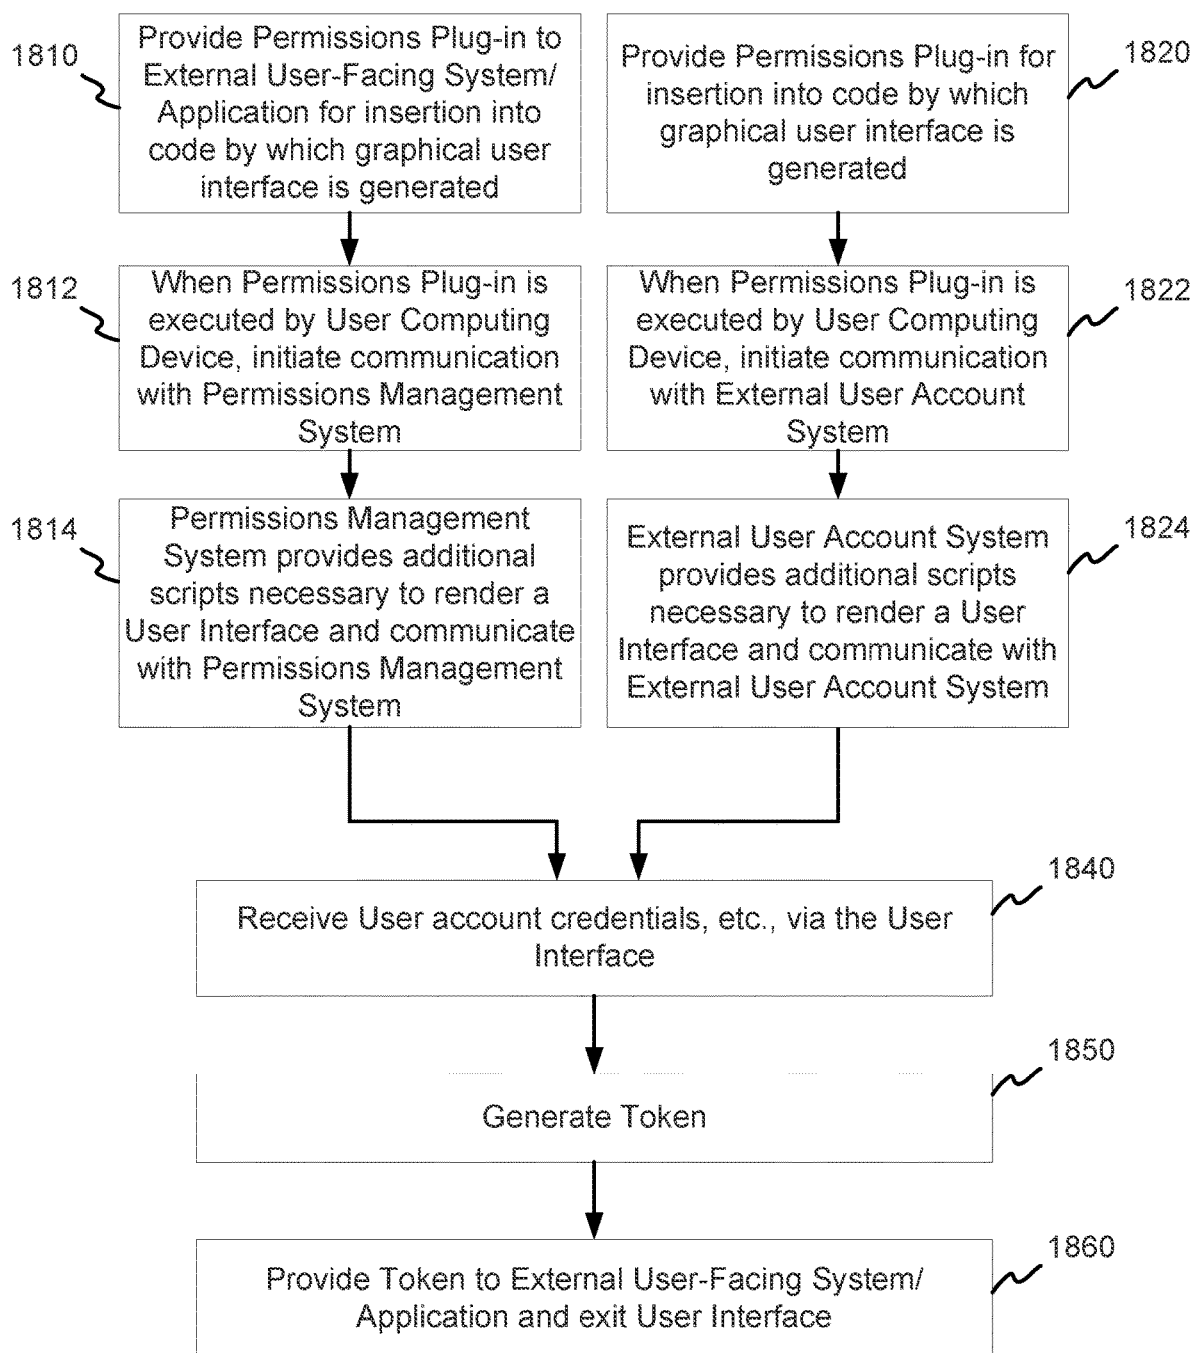 1810
Provide Permissions Plug-in to
External User-Facing System/
Application for insertion into
code by which graphical user
interface is generated
1820
Provide Permissions Plug-in for
insertion into code by which
graphical user interface is
generated
1812
When Permissions Plug-in is
executed by User Computing
Device, initiate communication
with Permissions Management
System
1822
When Permissions Plug-in is
executed by User Computing
Device, initiate communication
with External User Account
System
1814
Permissions Management
System provides additional
scripts necessary to render a
User Interface and communicate
with Permissions Management
System
1824
External User Account System
provides additional scripts
necessary to render a User
Interface and communicate with
External User Account System
1840
Receive User account credentials, etc., via the User
Interface
1850
Generate Token
1860
Provide Token to External User-Facing System/
Application and exit User Interface